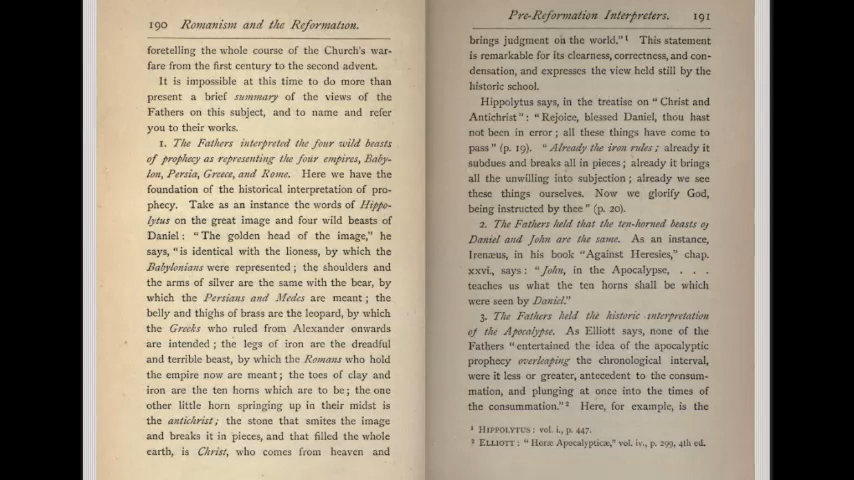 190 Romanism and the Reformation.
foretelling the whole course of the Church's war-
fare from the first century to the second advent.
It is impossible at this time to do more than
present a brief summary of the views of the
Fathers on this subject, and to name and refer
you to their works.
1. The Fathers interpreted the four wild beasts
of prophecy as representing the four empires, Baby-
lon, Persia, Greece, and Rome. Here we have the
foundation of the historical interpretation of pro-
phecy. Take as an instance the words of Hippo-
lytus on the great image and four wild beasts of
Daniel: "The golden head of the image," he
says, "is identical with the lioness, by which the
Babylonians were represented; the shoulders and
the arms of silver are the same with the bear, by
which the Persians and Medes are meant; the
belly and thighs of brass are the leopard, by which
the Greeks who ruled from Alexander onwards
are intended; the legs of iron are the dreadful
and terrible beast, by which the Romans who hold
the empire now are meant; the toes of clay and
iron are the ten horns which are to be; the one
other little horn springing up in their midst is
the antichrist; the stone that smites the image
and breaks it in pieces, and that filled the whole
earth, is Christ, who comes from heaven and
Pre-Reformation Interpreters. 191
brings judgment on the world."¹ This statement
is remarkable for its clearness, correctness, and con-
densation, and expresses the view held still by the
historic school.
Hippolytus says, in the treatise on "Christ and
Antichrist": "Rejoice, blessed Daniel, thou hast
not been in error; all these things have come to
pass" (p. 19). "Already the iron rules; already it
subdues and breaks all in pieces; already it brings
all the unwilling into subjection; already we see
these things ourselves. Now we glorify God,
being instructed by thee" (p. 20).
2. The Fathers held that the ten-horned beasts of
Daniel and John are the same. As an instance,
Irenæus, in his book "Against Heresies," chap.
xxvi., says: "John, in the Apocalypse, . . .
teaches us what the ten horns shall be which
were seen by Daniel."
3. The Fathers held the historic interpretation
of the Apocalypse. As Elliott says, none of the
Fathers "entertained the idea of the apocalyptic
prophecy overleaping the chronological interval,
were it less or greater, antecedent to the consum-
mation, and plunging at once into the times of
the consummation."² Here, for example, is the
¹ HIPPOLYTUS: vol. i., p. 447.
² ELLIOTT: "Horæ Apocalypticæ," vol. iv., p. 299, 4th ed.